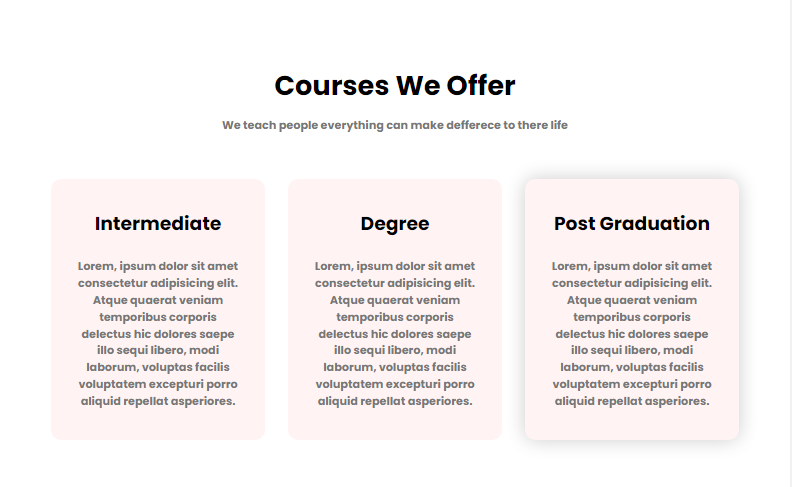 Courses We Offer
We teach people everything can make defferece to there life
Intermediate
Lorem, ipsum dolor sit amet
consectetur adipisicing elit.
Atque quaerat veniam
temporibus corporis
delectus hic dolores saepe
illo sequi libero, modi
laborum, voluptas facilis
voluptatem excepturi porro
aliquid repellat asperiores.
Degree
Lorem, ipsum dolor sit amet
consectetur adipisicing elit.
Atque quaerat veniam
temporibus corporis
delectus hic dolores saepe
illo sequi libero, modi
laborum, voluptas facilis
voluptatem excepturi porro
aliquid repellat asperiores.
Post Graduation
Lorem, ipsum dolor sit amet
consectetur adipisicing elit.
Atque quaerat veniam
temporibus corporis
delectus hic dolores saepe
illo sequi libero, modi
laborum, voluptas facilis
voluptatem excepturi porro
aliquid repellat asperiores.